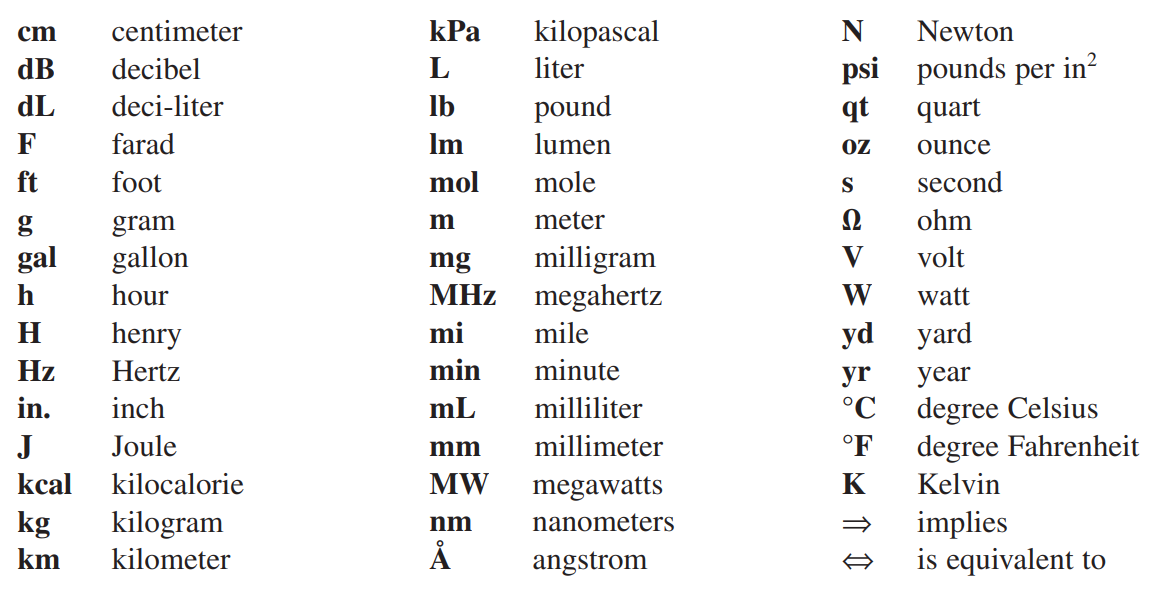 cm centimeter
dB decibel
dL deci-liter
F farad
ft foot
g gram
gal gallon
h hour
H henry
Hz Hertz
in. inch
J Joule
kcal kilocalorie
kg kilogram
km kilometer
kPa kilopascal
L liter
lb pound
lm lumen
mol mole
m meter
mg milligram
MHz megahertz
mi mile
min minute
mL milliliter
mm millimeter
MW megawatts
nm nanometers
Å angstrom
N Newton
psi pounds per in²
qt quart
oz ounce
s second
Ω ohm
V volt
W watt
yd yard
yr year
°C degree Celsius
°F degree Fahrenheit
K Kelvin
⇒ implies
⇔ is equivalent to